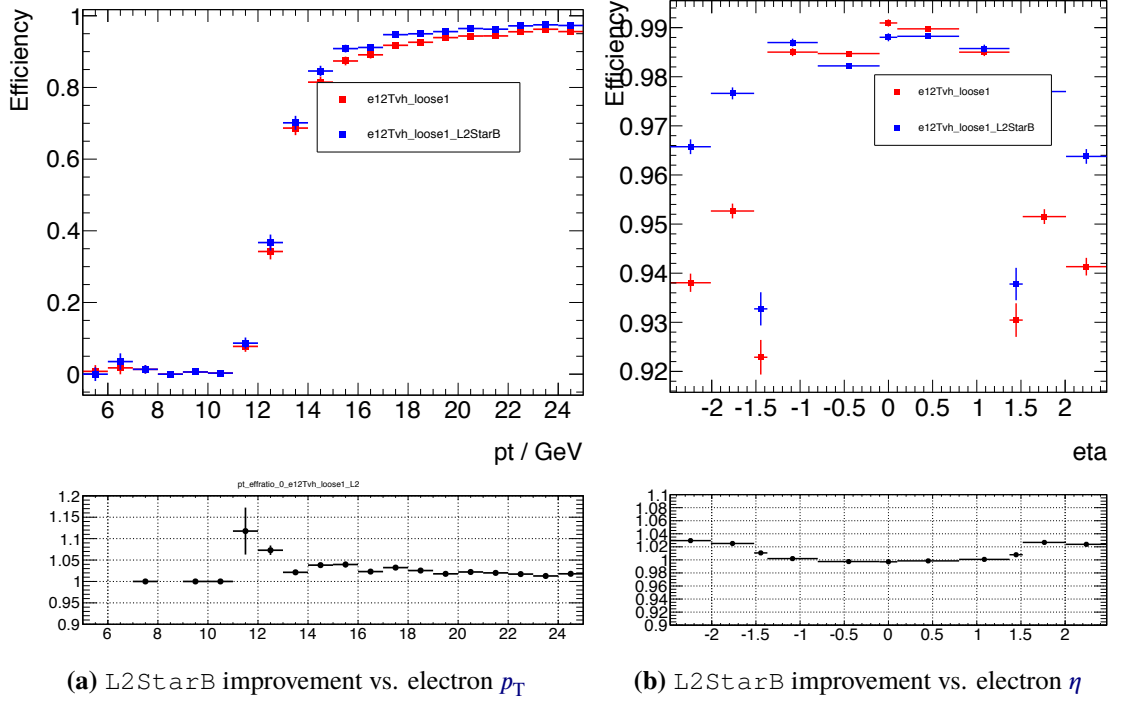 Efficiency
1
0.8
0.6
0.4
0.2
0
e12Tvh_loose1
e12Tvh_loose1_L2StarB
6 8 10 12 14 16 18 20 22 24
pt / GeV
Efficiency
0.99
0.98
0.97
0.96
0.95
0.94
0.93
0.92
e12Tvh_loose1
e12Tvh_loose1_L2StarB
-2 -1.5 -1 -0.5 0 0.5 1 1.5 2
eta
pt_effratio_0_e12Tvh_loose1_L2
1.2
1.15
1.1
1.05
1
0.95
0.9
6 8 10 12 14 16 18 20 22 24
1.1
1.08
1.06
1.04
1.02
1.00
0.98
0.96
0.94
0.92
0.9
-2 -1.5 -1 -0.5 0 0.5 1 1.5 2
(a) L2StarB improvement vs. electron pT
(b) L2StarB improvement vs. electron η